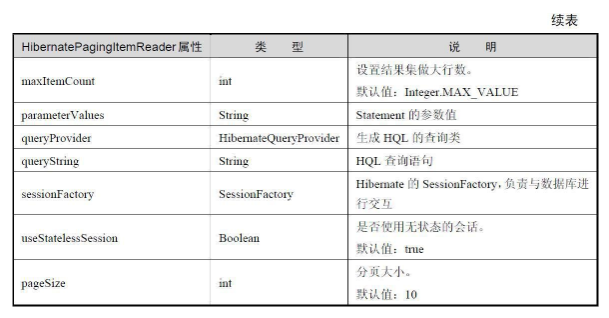 续表
HibernatePagingItemReader 属性 类 型 说 明
maxItemCount int 设置结果集做大行数。
默认值：Integer.MAX_VALUE
parameterValues String Statement 的参数值
queryProvider HibernateQueryProvider 生成 HQL 的查询类
queryString String HQL 查询语句
sessionFactory SessionFactory Hibernate 的 SessionFactory，负责与数据库进
行交互
useStatelessSession Boolean 是否使用无状态的会话。
默认值：true
pageSize int 分页大小。
默认值：10